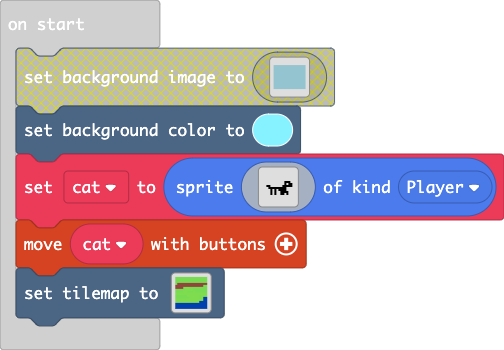 on start
set background image to
set background color to
set cat to sprite of kind Player
move cat with buttons
set tilemap to